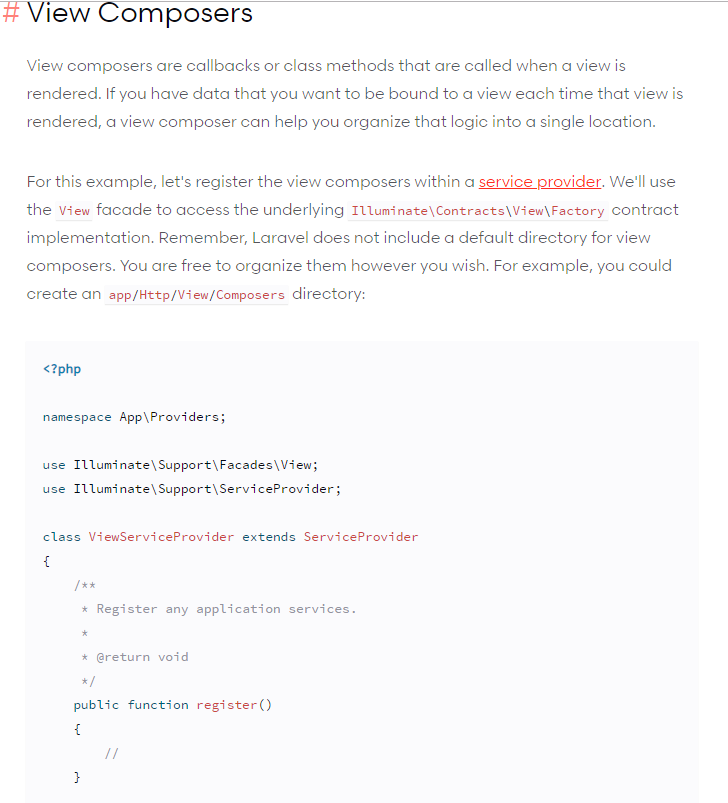 # View Composers
View composers are callbacks or class methods that are called when a view is
rendered. If you have data that you want to be bound to a view each time that view is
rendered, a view composer can help you organize that logic into a single location.
For this example, let's register the view composers within a service provider. We'll use
the View facade to access the underlying Illuminate\Contracts\View\Factory contract
implementation. Remember, Laravel does not include a default directory for view
composers. You are free to organize them however you wish. For example, you could
create an app/Http/View/Composers directory:
<?php
namespace App\Providers;
use Illuminate\Support\Facades\View;
use Illuminate\Support\ServiceProvider;
class ViewServiceProvider extends ServiceProvider
{
/**
* Register any application services.
*
* @return void
*/
public function register()
{
//
}